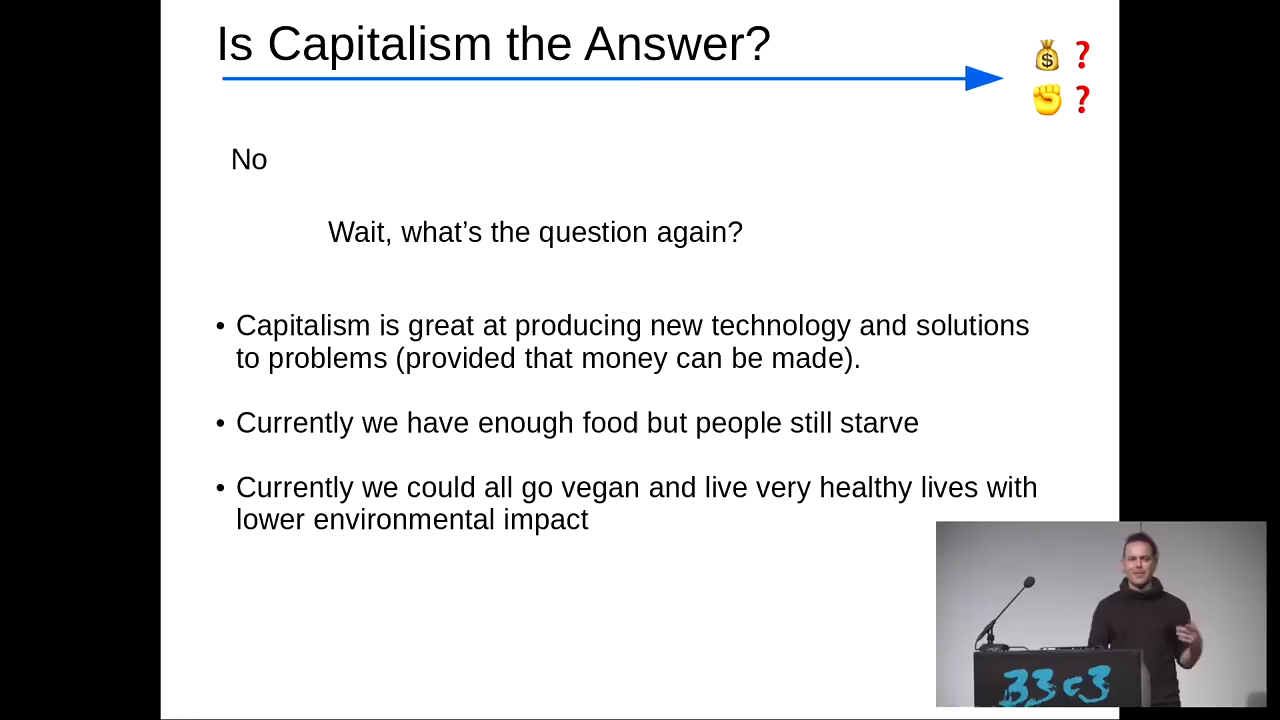 Is Capitalism the Answer?
💰❓
✊❓
No
Wait, what’s the question again?
• Capitalism is great at producing new technology and solutions
to problems (provided that money can be made).
• Currently we have enough food but people still starve
• Currently we could all go vegan and live very healthy lives with
lower environmental impact
33c3